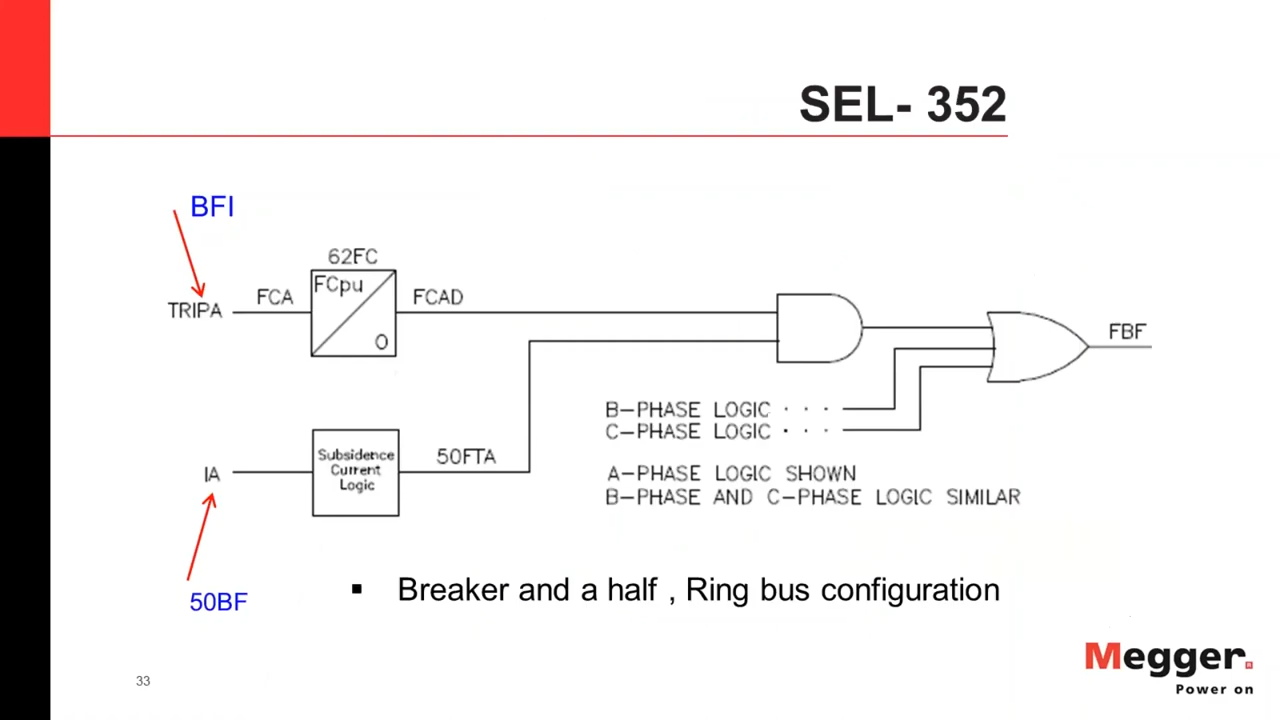 SEL- 352
BFI
62FC
FCpu
TRIPA
FCA
FCAD
O
FBF
B-PHASE LOGIC · · ·
C-PHASE LOGIC · · ·
Subsidence
Current
Logic
50FTA
IA
A-PHASE LOGIC SHOWN
B-PHASE AND C-PHASE LOGIC SIMILAR
50BF
▪ Breaker and a half , Ring bus configuration
Megger.
Power on
33